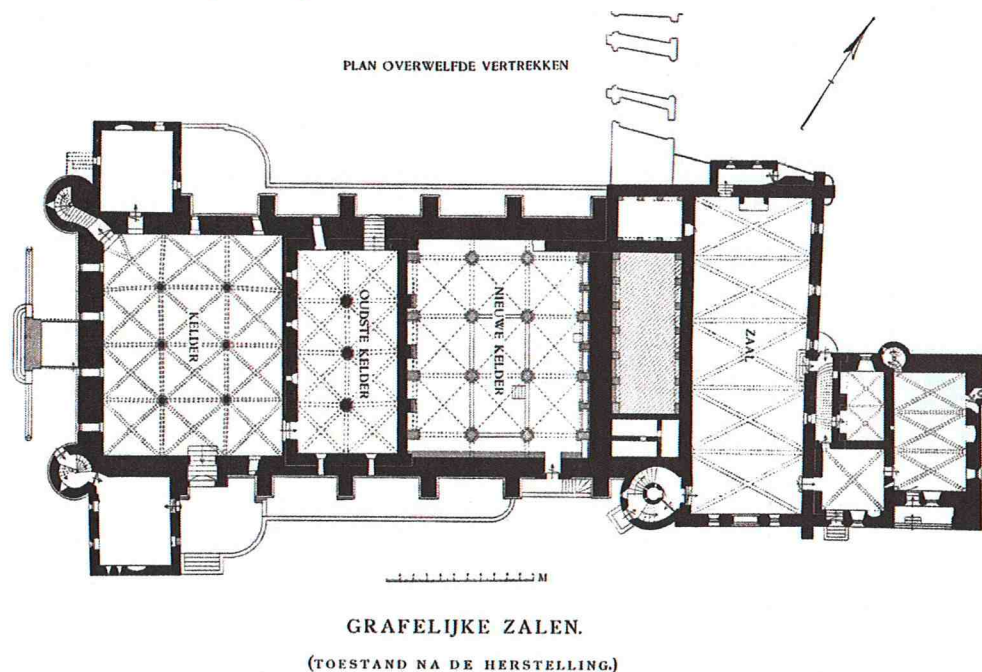 PLAN OVERWELFDE VERTREKKEN
KELDER
OUDSTE KELDER
NIEUWE KELDER
ZAAL
M
GRAFELIJKE ZALEN.
(TOESTAND NA DE HERSTELLING.)